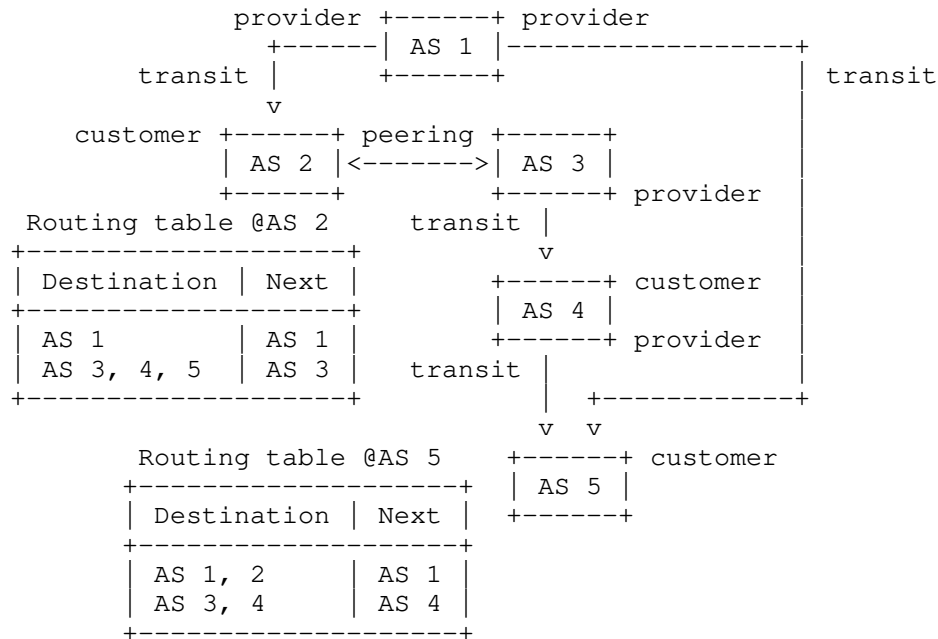 provider +------+ provider
+------| AS 1 |------------------+
transit | +------+ | transit
v |
customer +------+ peering +------+ |
| AS 2 |<------->| AS 3 | |
+------+ +------+ provider |
Routing table @AS 2 transit | |
+---------------------+ v |
| Destination | Next | +------+ customer |
+---------------------+ | AS 4 | |
| AS 1 | AS 1 | +------+ provider |
| AS 3, 4, 5 | AS 3 | transit | |
+---------------------+ | +------------+
v v
Routing table @AS 5 +------+ customer
+---------------------+ | AS 5 |
| Destination | Next | +------+
+---------------------+
| AS 1, 2 | AS 1 |
| AS 3, 4 | AS 4 |
+---------------------+